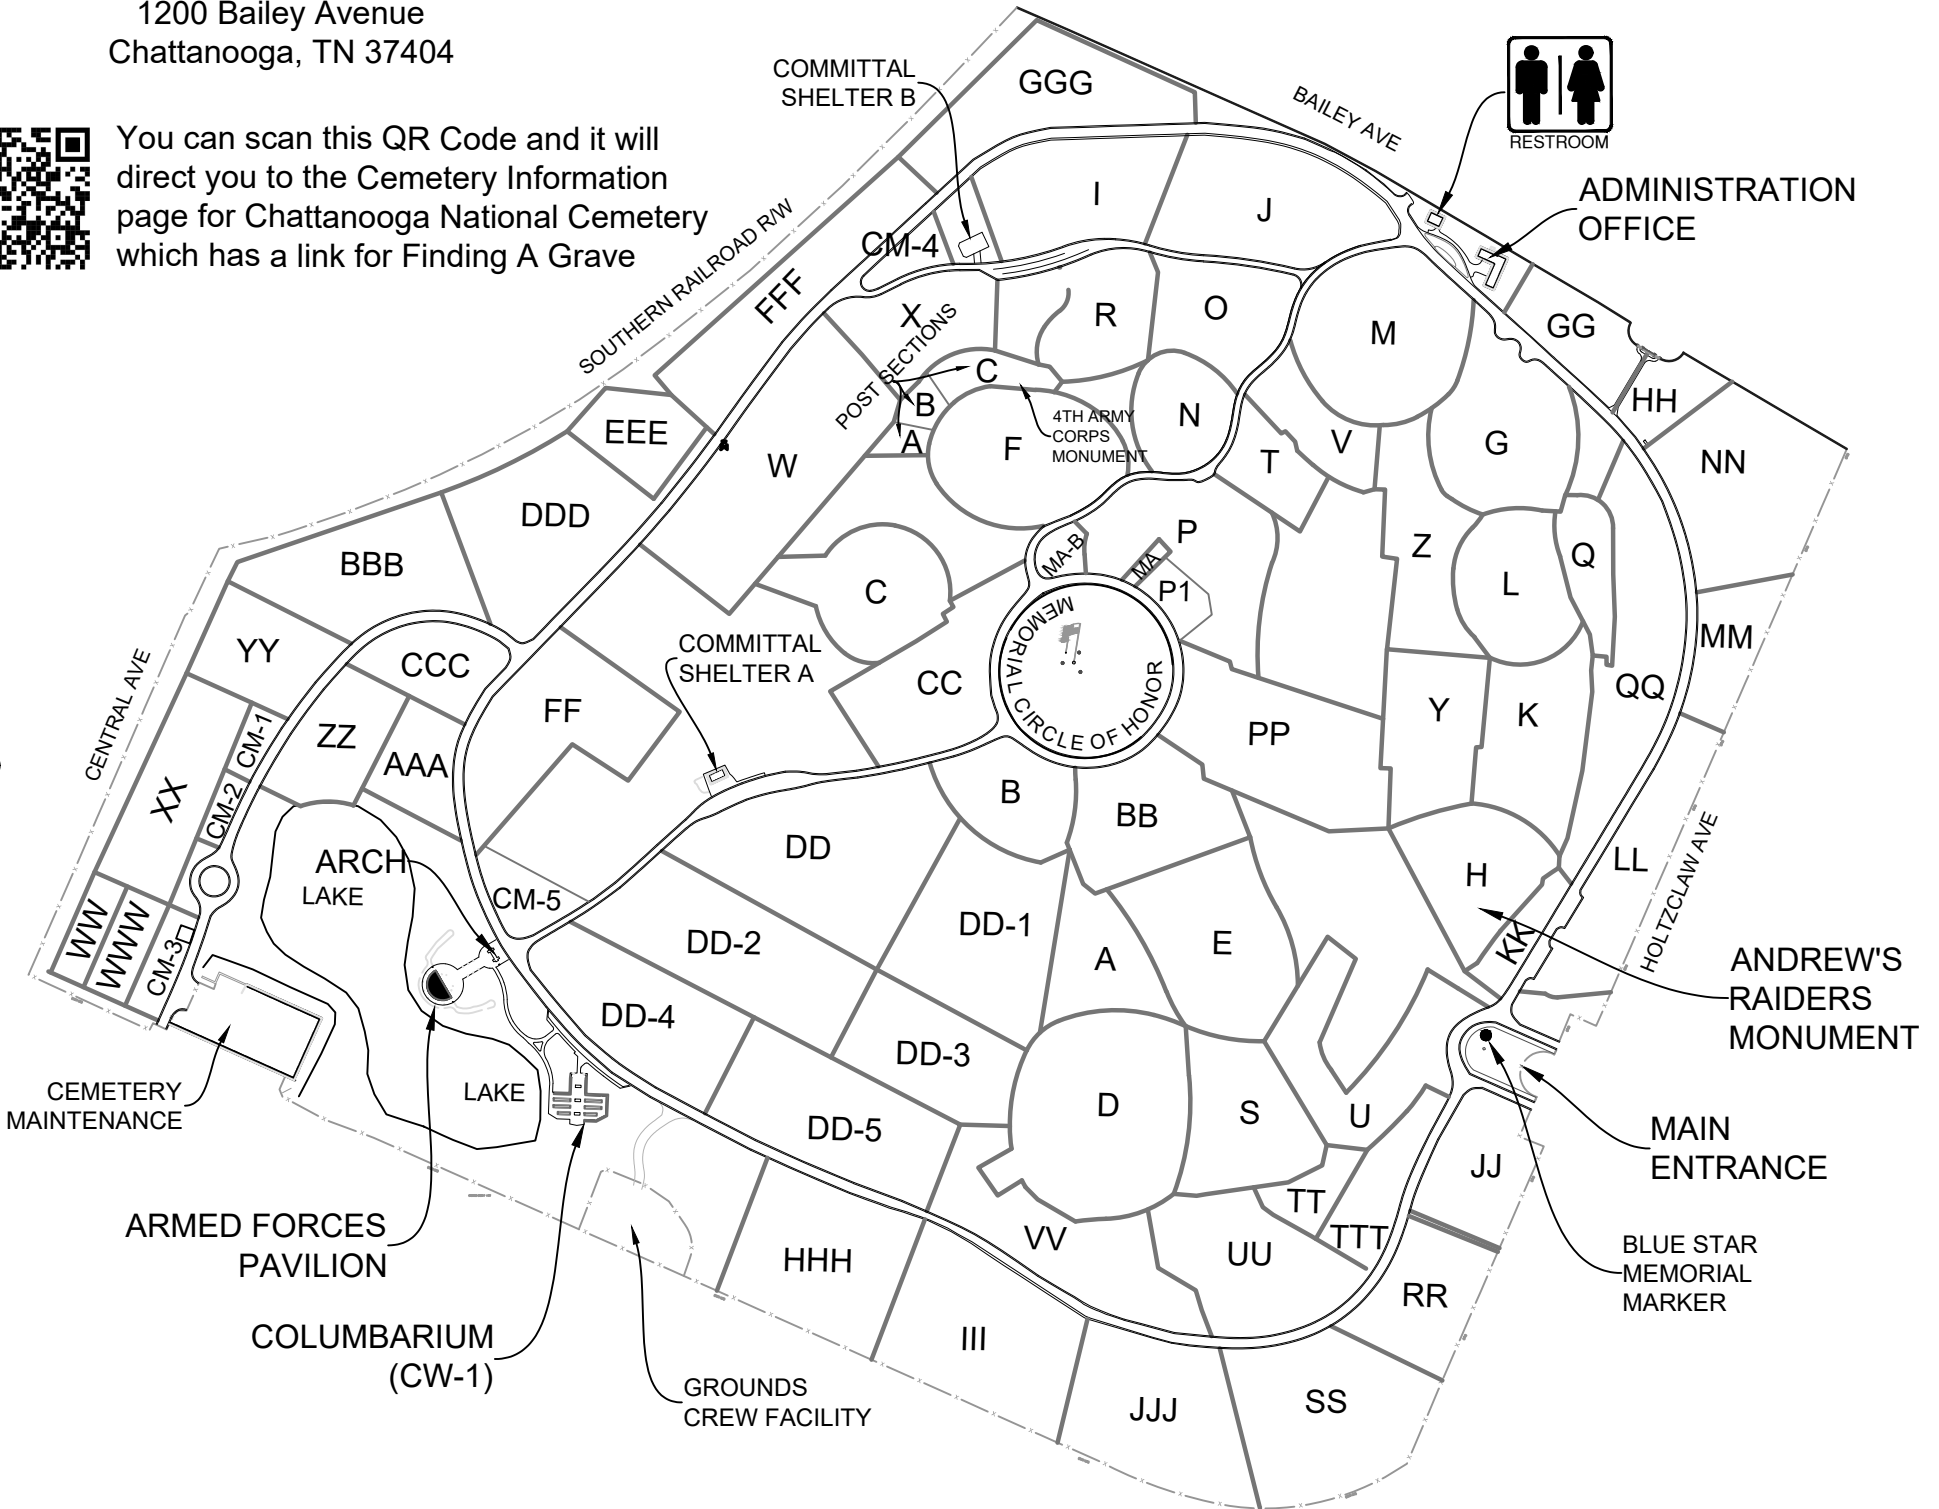 1200 Bailey Avenue
Chattanooga, TN 37404
You can scan this QR Code and it will
direct you to the Cemetery Information
page for Chattanooga National Cemetery
which has a link for Finding A Grave
COMMITTAL
SHELTER B
GGG
BAILEY AVE
RESTROOM
ADMINISTRATION
OFFICE
I
J
CM-4
SOUTHERN RAILROAD R/W
FFF
X
POST SECTIONS
R
O
M
GG
HH
C
B
A
F
4TH ARMY
CORPS
MONUMENT
N
T
V
G
NN
EEE
W
DDD
BBB
P
MA-B
MA
P1
Z
L
Q
C
MEMORIAL CIRCLE OF HONOR
MM
YY
CCC
COMMITTAL
SHELTER A
CC
QQ
CENTRAL AVE
CM-1
ZZ
AAA
FF
PP
Y
K
XX
CM-2
B
BB
DD
HOLTZCLAW AVE
LL
ARCH
LAKE
H
CM-5
WW
WWW
CM-3
DD-2
DD-1
A
E
KK
ANDREW'S
RAIDERS
MONUMENT
DD-4
DD-3
CEMETERY
MAINTENANCE
LAKE
D
S
U
DD-5
MAIN
ENTRANCE
JJ
TT
TTT
ARMED FORCES
PAVILION
VV
UU
HHH
RR
BLUE STAR
MEMORIAL
MARKER
COLUMBARIUM
(CW-1)
III
GROUNDS
CREW FACILITY
JJJ
SS